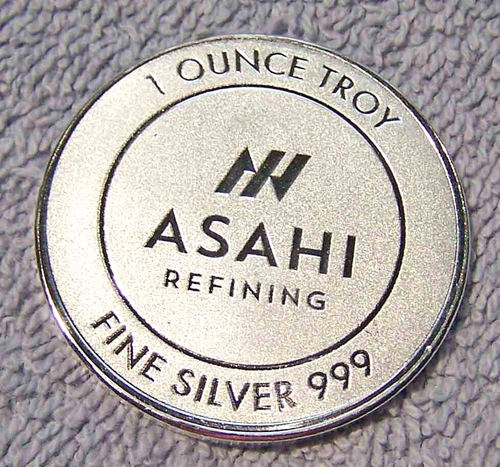 1 OUNCE TROY
ASAHI
REFINING
FINE SILVER 999